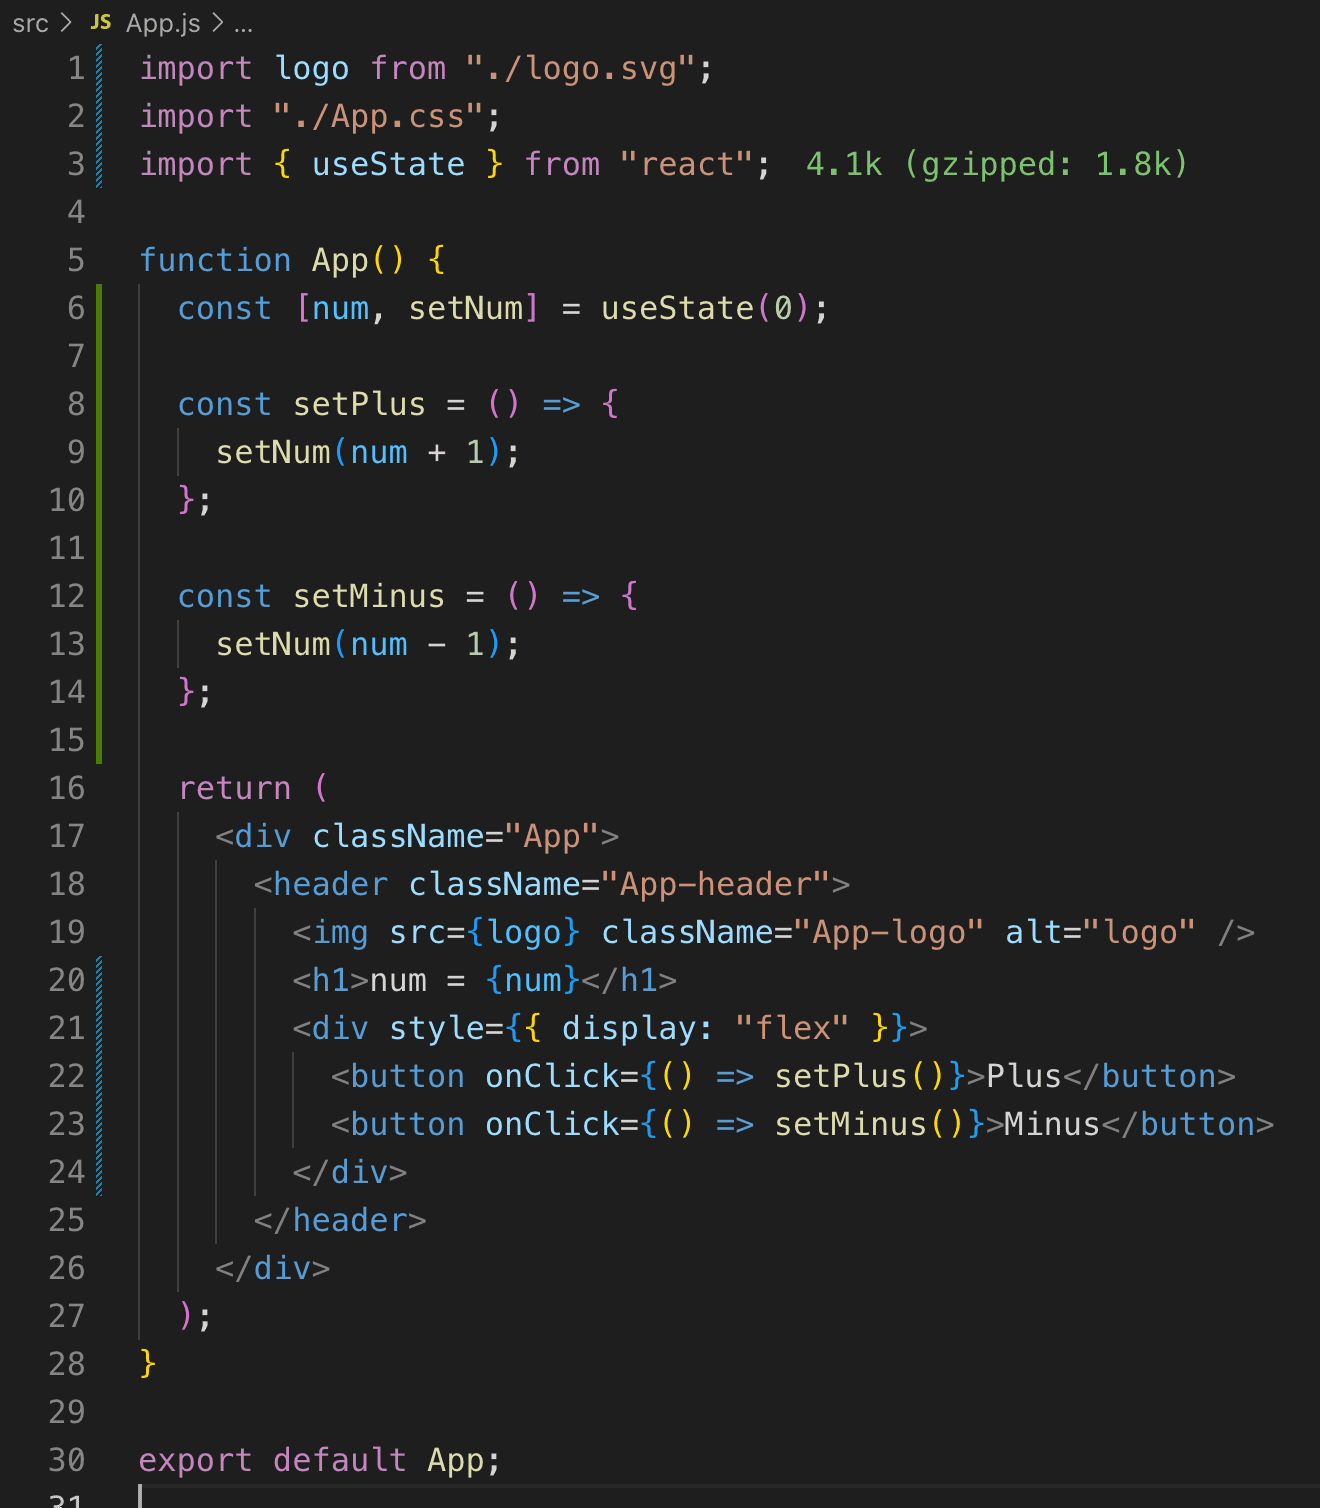 src > JS App.js > ...
1 import logo from "./logo.svg";
2 import "./App.css";
3 import { useState } from "react"; 4.1k (gzipped: 1.8k)
4
5 function App() {
6   const [num, setNum] = useState(0);
7
8   const setPlus = () => {
9     setNum(num + 1);
10   };
11
12   const setMinus = () => {
13     setNum(num - 1);
14   };
15
16   return (
17     <div className="App">
18       <header className="App-header">
19         <img src={logo} className="App-logo" alt="logo" />
20         <h1>num = {num}</h1>
21         <div style={{ display: "flex" }}>
22           <button onClick={() => setPlus()}>Plus</button>
23           <button onClick={() => setMinus()}>Minus</button>
24         </div>
25       </header>
26     </div>
27   );
28 }
29
30 export default App;
31